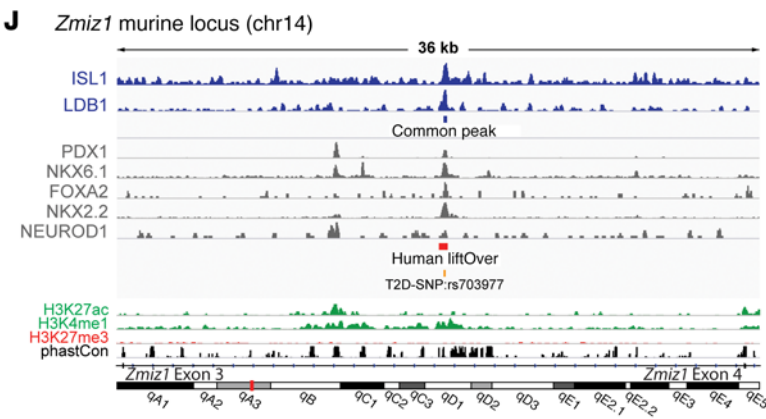 J Zmiz1 murine locus (chr14)
36 kb
ISL1
LDB1
Common peak
PDX1
NKX6.1
FOXA2
NKX2.2
NEUROD1
Human liftOver
T2D-SNP:rs703977
H3K27ac
H3K4me1
H3K27me3
phastCon
Zmiz1 Exon 3 Zmiz1 Exon 4
qA1 qA2 qA3 qB qC1 qC2 qC3 qD1 qD2 qD3 qE1 qE2.1 qE2.2 qE3 qE4 qE5